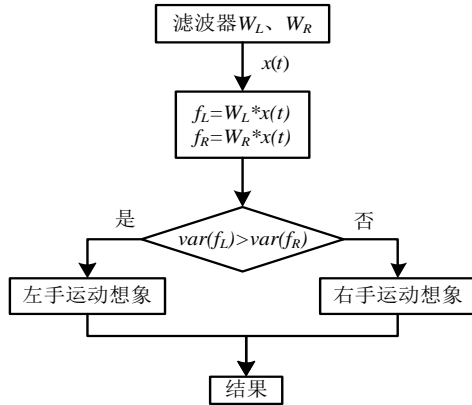 滤波器W_L、W_R
x(t)
f_L=W_L*x(t)
f_R=W_R*x(t)
是
否
var(f_L)>var(f_R)
左手运动想象
右手运动想象
结果